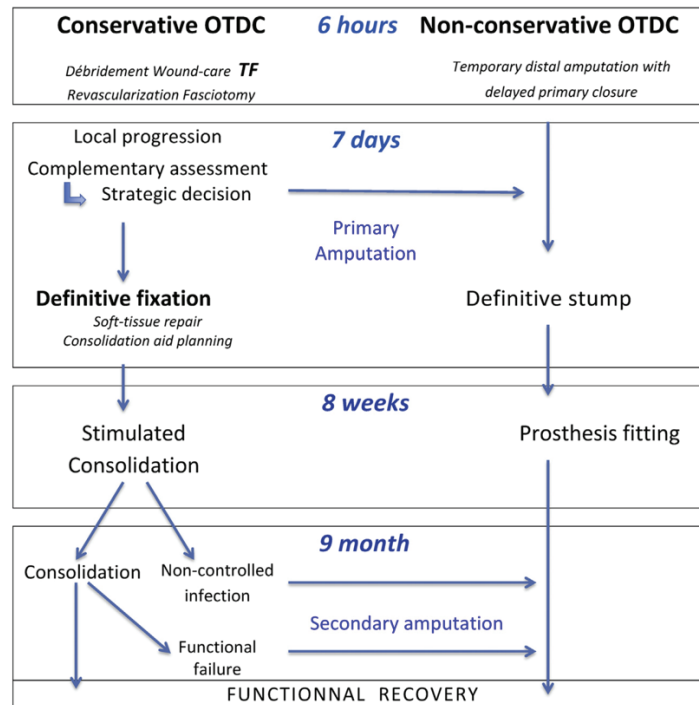 Conservative OTDC
6 hours
Non-conservative OTDC
Débridement Wound-care TF
Revascularization Fasciotomy
Temporary distal amputation with
delayed primary closure
7 days
Local progression
Complementary assessment
Strategic decision
Primary
Amputation
Definitive fixation
Soft-tissue repair
Consolidation aid planning
Definitive stump
8 weeks
Stimulated
Consolidation
Prosthesis fitting
9 month
Consolidation
Non-controlled
infection
Secondary amputation
Functional
failure
FUNCTIONNAL RECOVERY